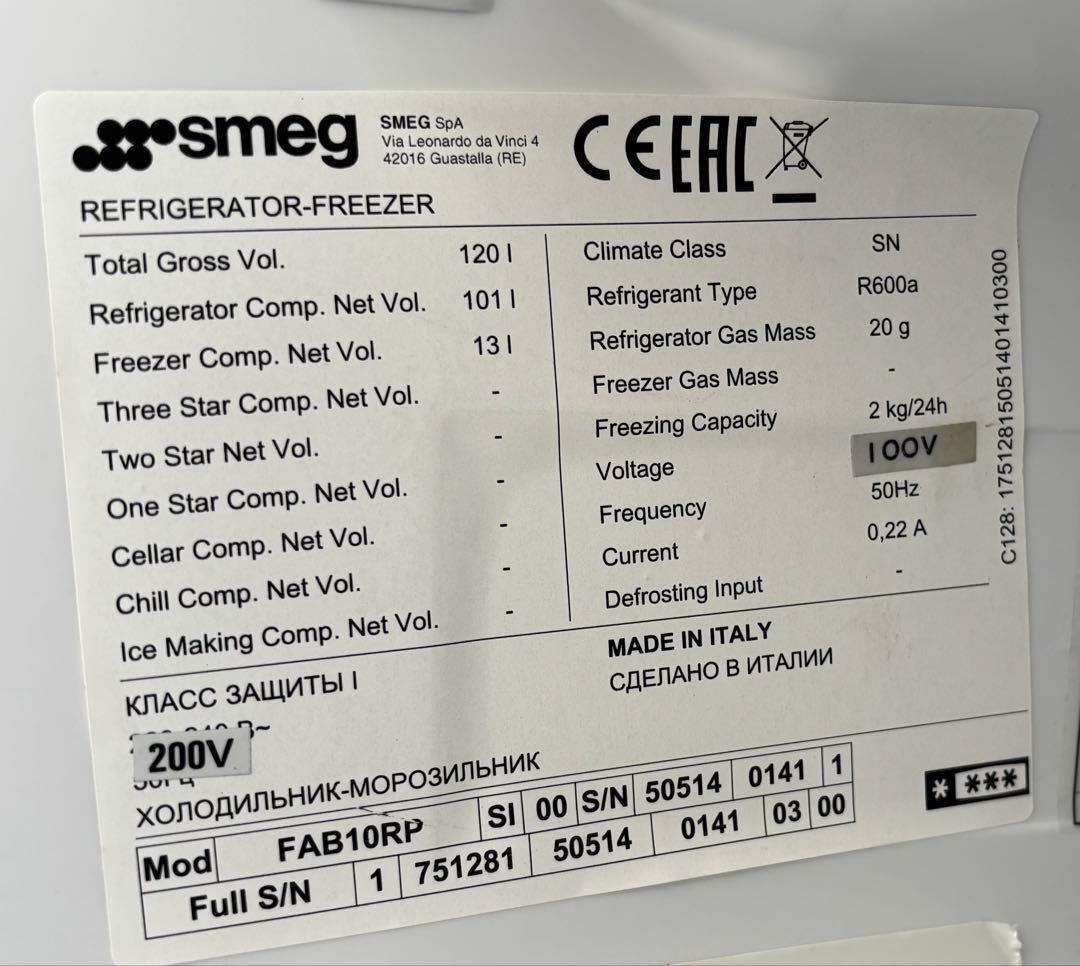 smeg
SMEG SpA
Via Leonardo da Vinci 4
42016 Guastalla (RE)
CE EAC
REFRIGERATOR-FREEZER
Total Gross Vol. 120 l
Refrigerator Comp. Net Vol. 101 l
Freezer Comp. Net Vol. 13 l
Three Star Comp. Net Vol. -
Two Star Net Vol. -
One Star Comp. Net Vol. -
Cellar Comp. Net Vol. -
Chill Comp. Net Vol. -
Ice Making Comp. Net Vol. -
Climate Class SN
Refrigerant Type R600a
Refrigerator Gas Mass 20 g
Freezer Gas Mass -
Freezing Capacity 2 kg/24h
Voltage 100V
Frequency 50Hz
Current 0,22 A
Defrosting Input -
C128: 1751281505140141​0300
MADE IN ITALY
СДЕЛАНО В ИТАЛИИ
КЛАСС ЗАЩИТЫ I
200V
ХОЛОДИЛЬНИК-МОРОЗИЛЬНИК
Mod FAB10RP SI 00 S/N 50514 0141 1
Full S/N 1 751281 50514 0141 03 00
* ***